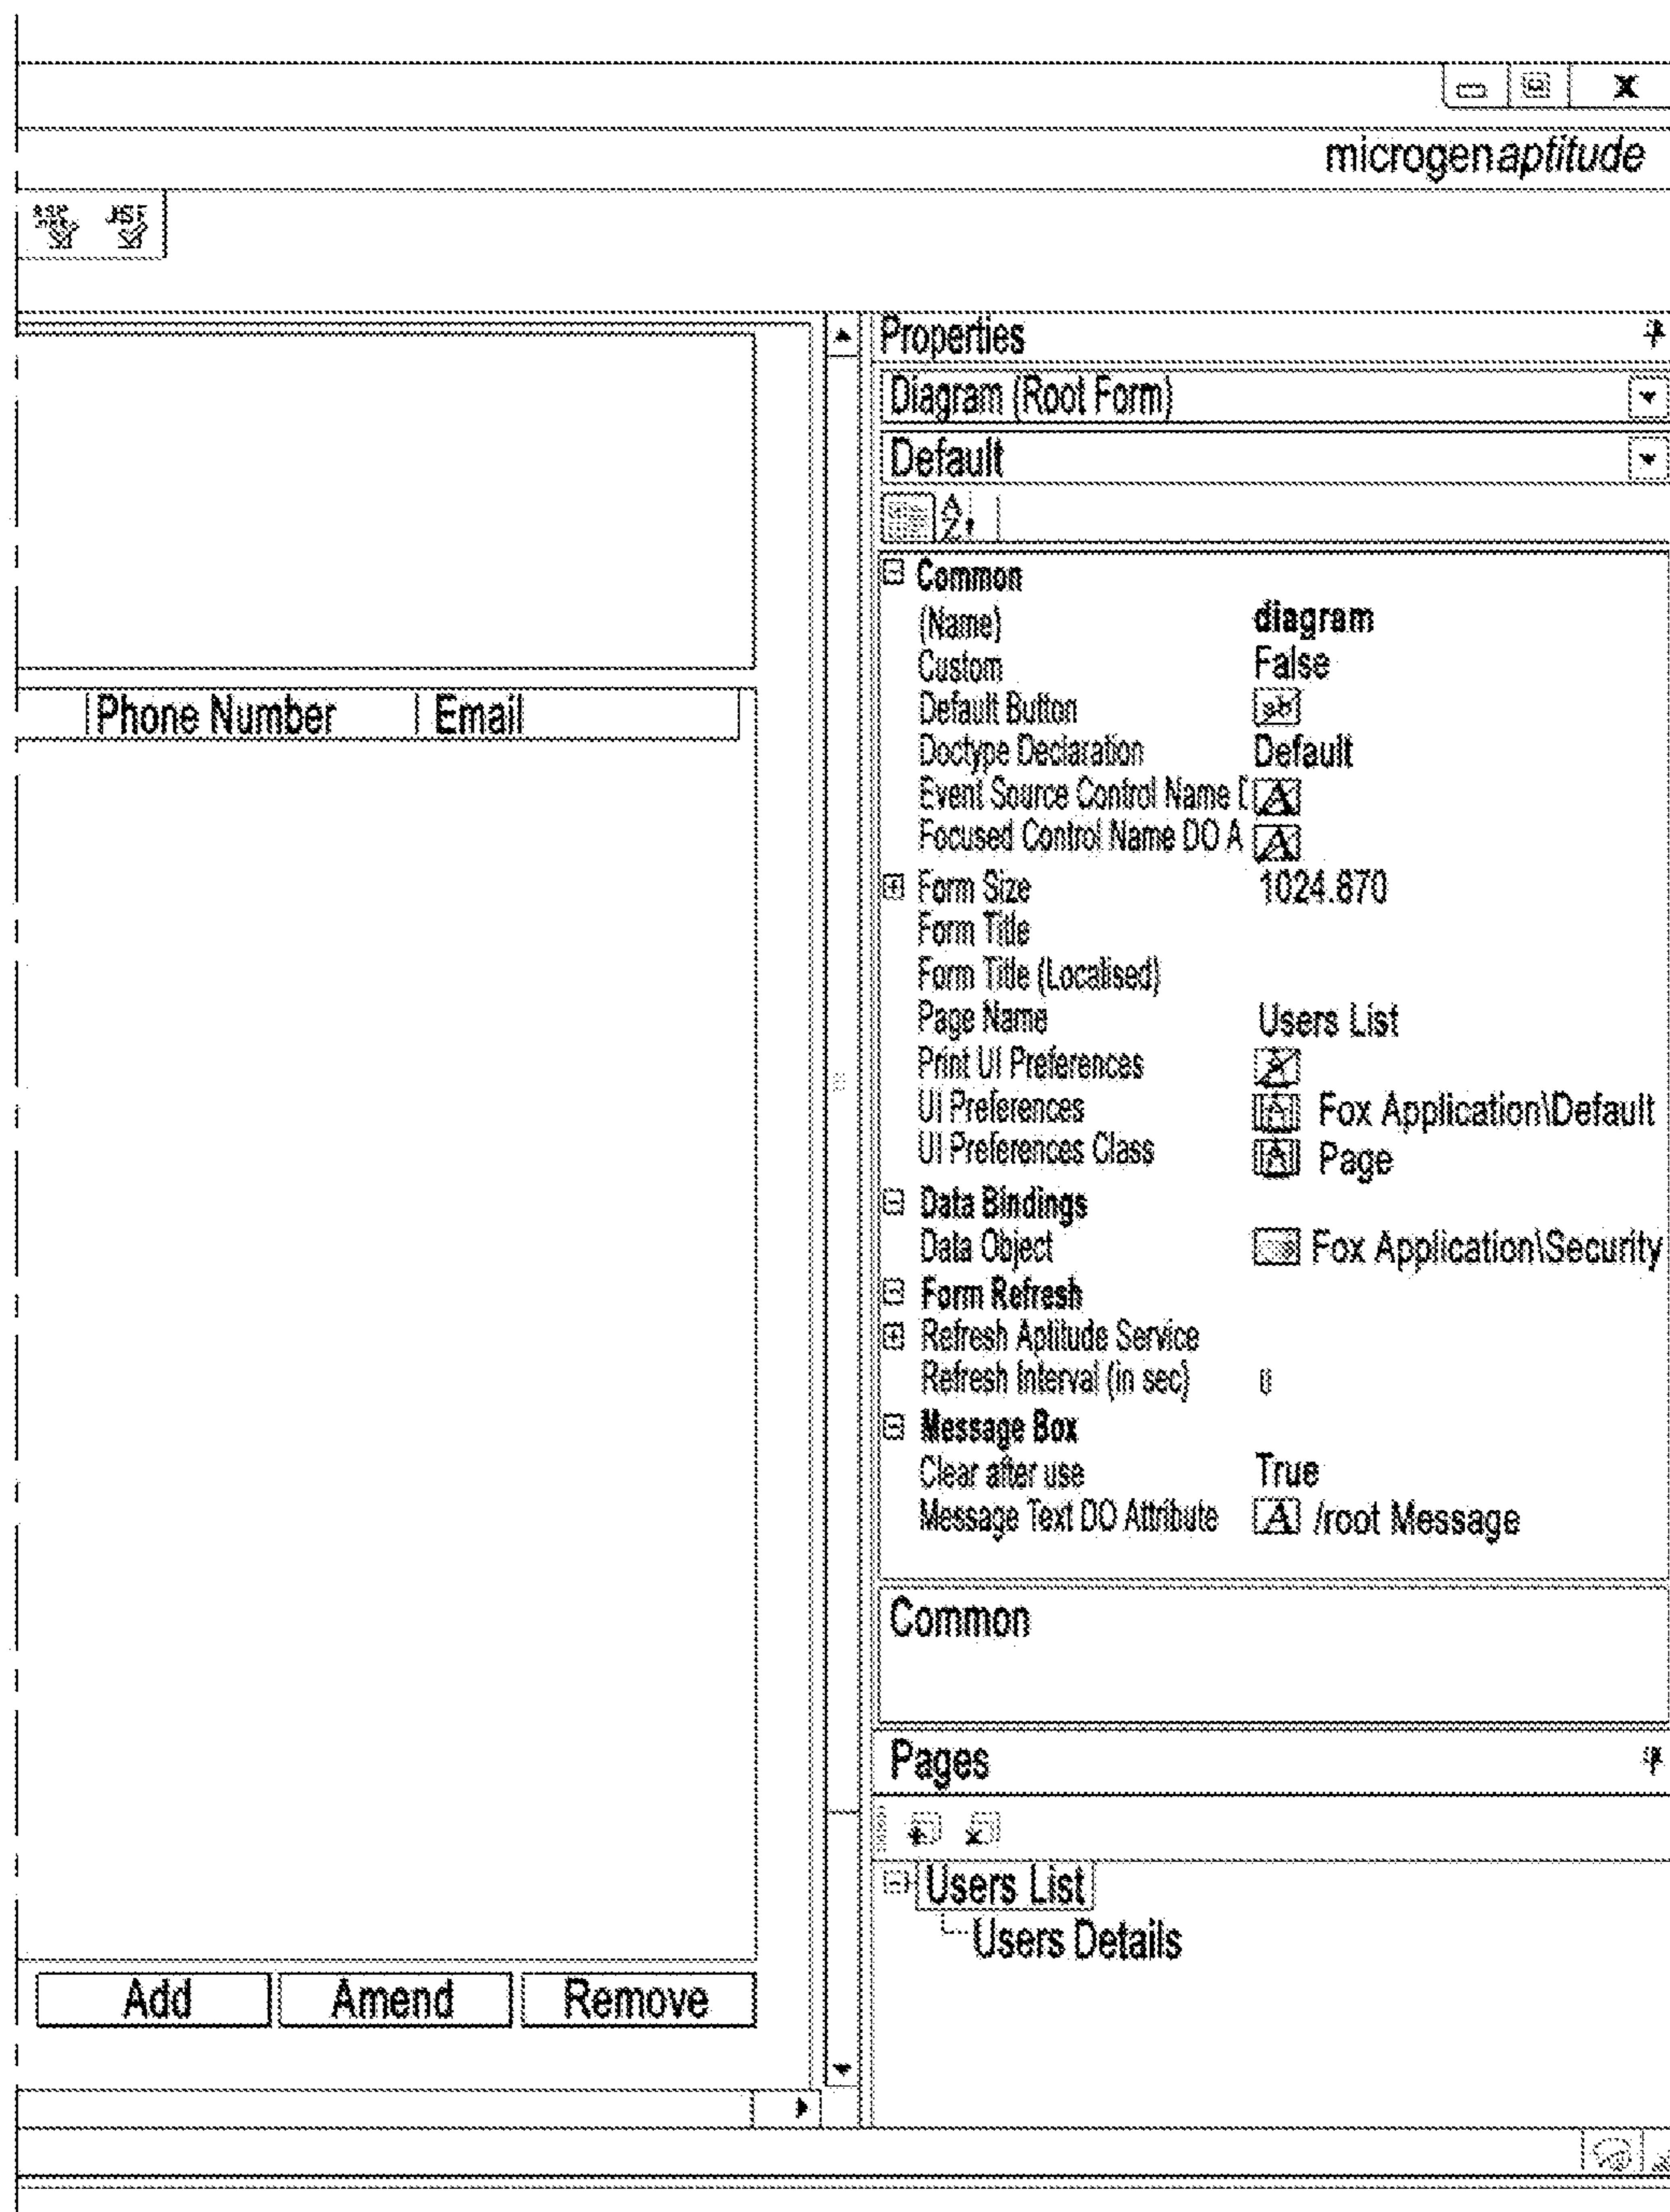 microgenaptitude
JSF
Properties
Diagram (Root Form)
Default
Common
(Name) diagram
Custom False
Default Button ab
Doctype Declaration Default
Event Source Control Name D A
Focused Control Name DO A A
Form Size 1024.870
Form Title
Form Title (Localised)
Page Name Users List
Print UI Preferences
UI Preferences A Fox Application\Default
UI Preferences Class A Page
Data Bindings
Data Object Fox Application\Security
Form Refresh
Refresh Aptitude Service
Refresh Interval (in sec) 0
Message Box
Clear after use True
Message Text DO Attribute A /root Message
Common
Pages
Users List
Users Details
Phone Number Email
Add Amend Remove